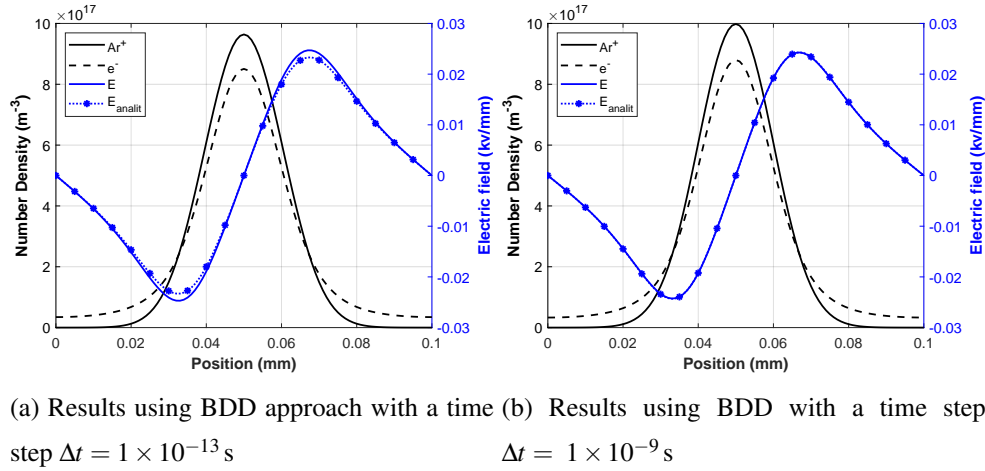 ×10¹⁷
Ar⁺
e⁻
E
E_analit
Number Density (m⁻³)
10
8
6
4
2
0
0.03
0.02
0.01
0
-0.01
-0.02
-0.03
Electric field (kv/mm)
0 0.02 0.04 0.06 0.08 0.1
Position (mm)
×10¹⁷
Ar⁺
e⁻
E
E_analit
Number Density (m⁻³)
10
8
6
4
2
0
0.03
0.02
0.01
0
-0.01
-0.02
-0.03
Electric field (kv/mm)
0 0.02 0.04 0.06 0.08 0.1
Position (mm)
(a) Results using BDD approach with a time
step Δt = 1 × 10⁻¹³ s
(b) Results using BDD with a time step
Δt = 1 × 10⁻⁹ s